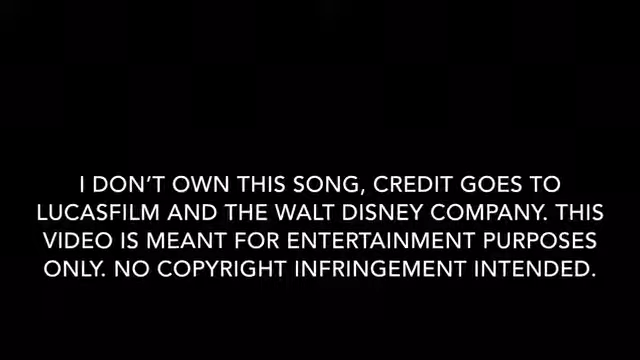 I DON’T OWN THIS SONG, CREDIT GOES TO
LUCASFILM AND THE WALT DISNEY COMPANY. THIS
VIDEO IS MEANT FOR ENTERTAINMENT PURPOSES
ONLY. NO COPYRIGHT INFRINGEMENT INTENDED.